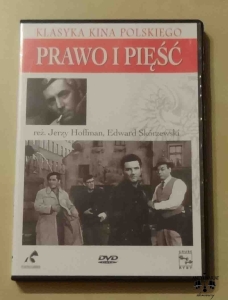 KLASYKA KINA POLSKIEGO
PRAWO I PIĘŚĆ
reż. Jerzy Hoffman, Edward Skórzewski
DVD